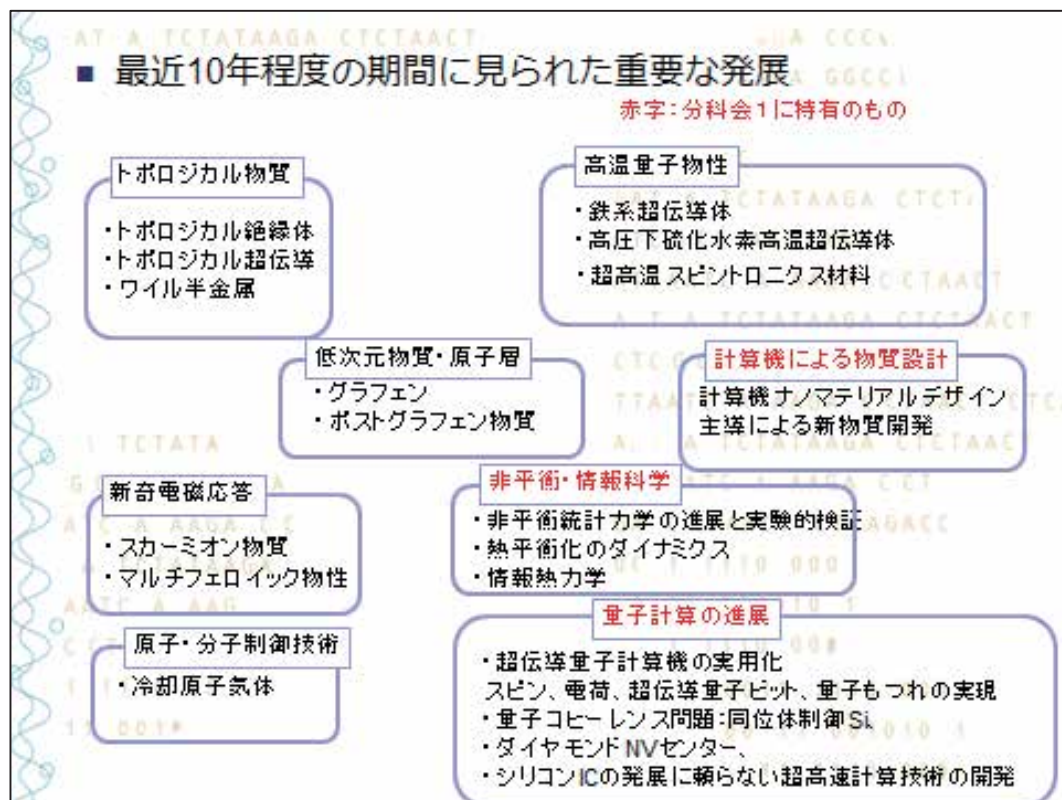 ■ 最近10年程度の期間に見られた重要な発展
赤字：分科会１に特有のもの
トポロジカル物質
・トポロジカル絶縁体
・トポロジカル超伝導
・ワイル半金属
高温量子物性
・鉄系超伝導体
・高圧下硫化水素高温超伝導体
・超高温スピントロニクス材料
低次元物質・原子層
・グラフェン
・ポストグラフェン物質
計算機による物質設計
計算機ナノマテリアルデザイン
主導による新物質開発
新奇電磁応答
・スカーミオン物質
・マルチフェロイック物性
非平衡・情報科学
・非平衡統計力学の進展と実験的検証
・熱平衡化のダイナミクス
・情報熱力学
原子・分子制御技術
・冷却原子気体
量子計算の進展
・超伝導量子計算機の実用化
スピン、電荷、超伝導量子ビット、量子もつれの実現
・量子コヒーレンス問題：同位体制御Si、
・ダイヤモンドNVセンター、
・シリコンICの発展に頼らない超高速計算技術の開発